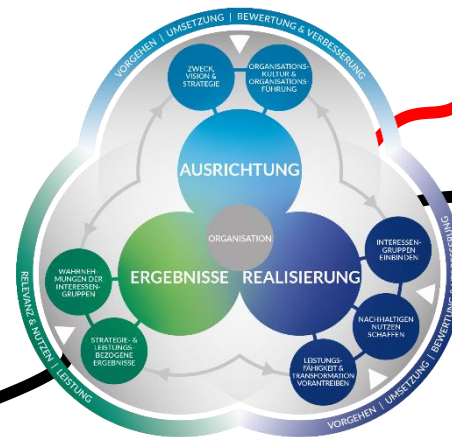 VORGEHEN | UMSETZUNG | BEWERTUNG & VERBESSERUNG
ZWECK,
VISION &
STRATEGIE
ORGANISATIONS-
KULTUR &
ORGANISATIONS-
FÜHRUNG
AUSRICHTUNG
ORGANISATION
ERGEBNISSE
REALISIERUNG
WAHRNEH-
MUNGEN DER
INTERESSEN-
GRUPPEN
STRATEGIE- &
LEISTUNGS-
BEZOGENE
ERGEBNISSE
INTERESSEN-
GRUPPEN
EINBINDEN
NACHHALTIGEN
NUTZEN
SCHAFFEN
LEISTUNGS-
FÄHIGKEIT &
TRANSFORMATION
VORANTREIBEN
RELEVANZ & NUTZEN | LEISTUNG
VORGEHEN | UMSETZUNG | BEWERTUNG & VERBESSERUNG